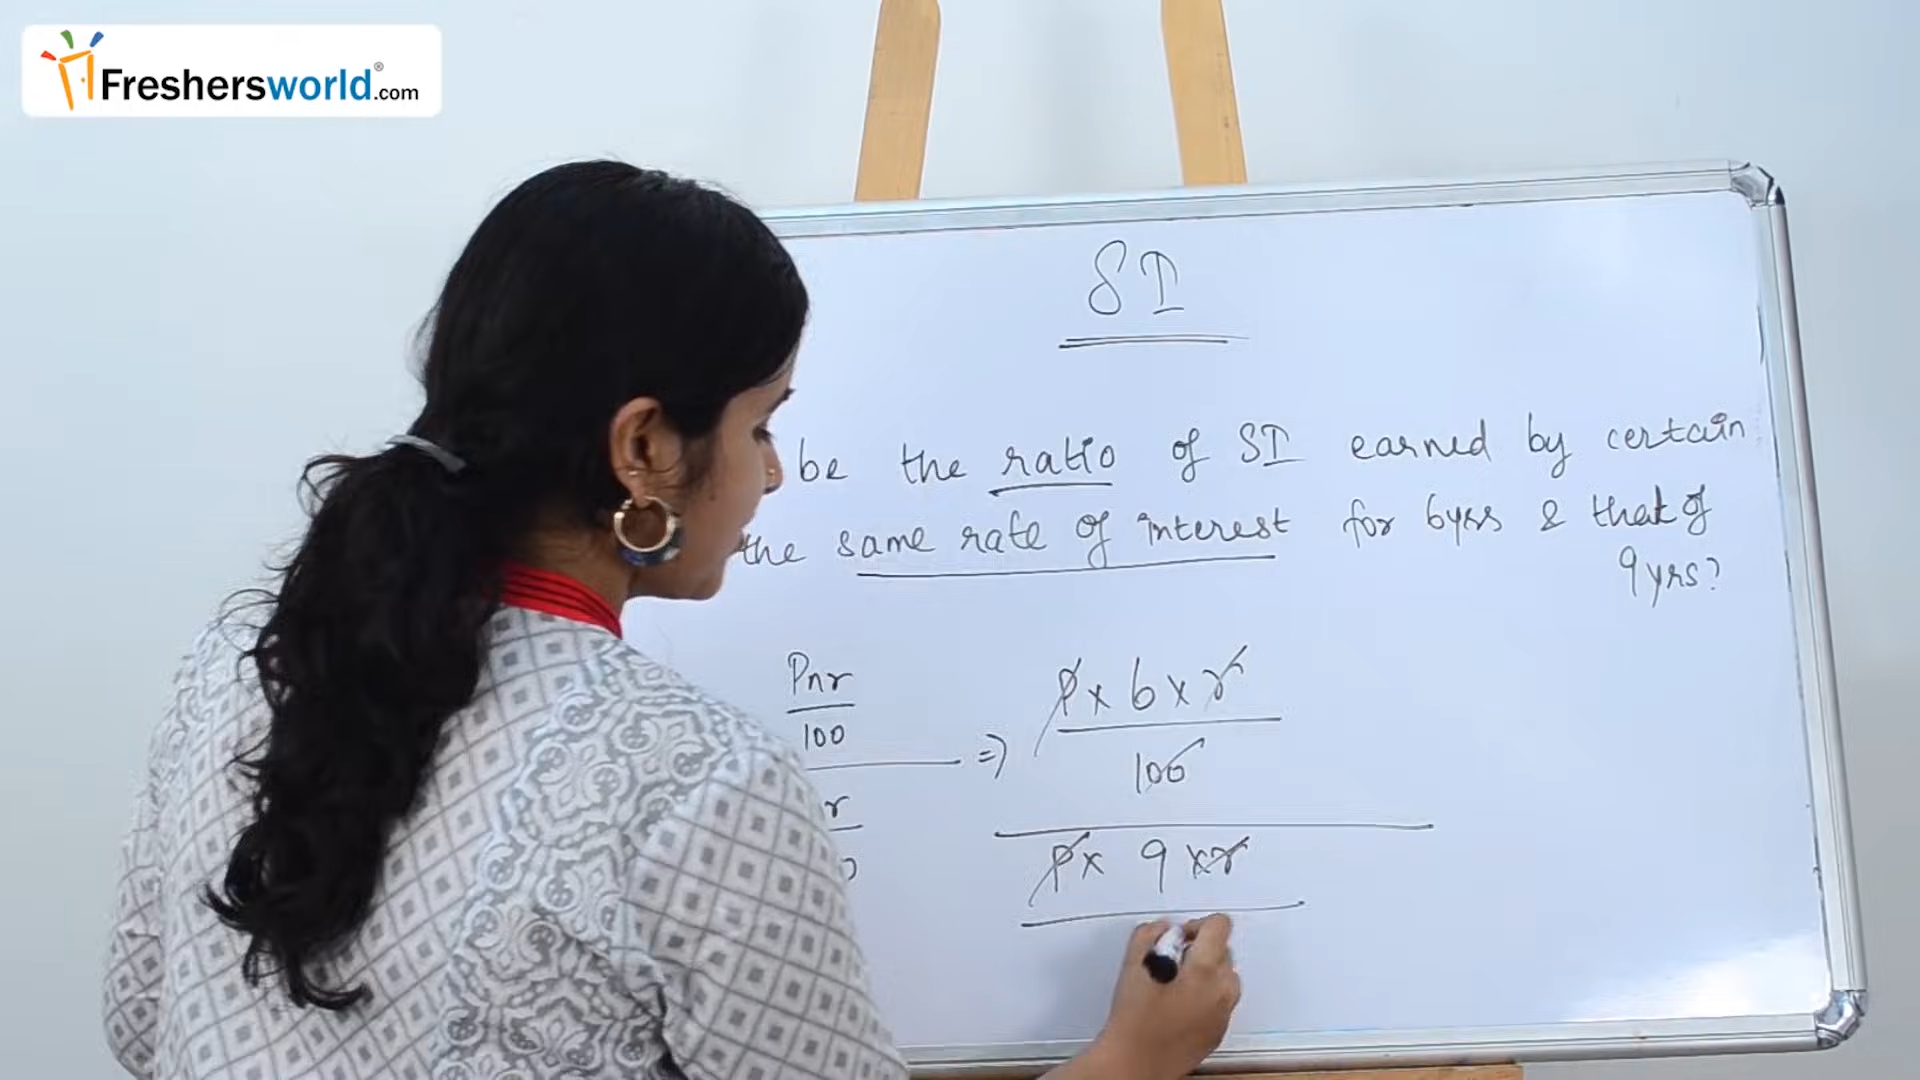 Freshersworld.com
SI
be the ratio of SI earned by certain
the same rate of interest for 6yrs & that of
9yrs?
Pnr
100
r
=> p x 6 x r
100
p x 9 x r